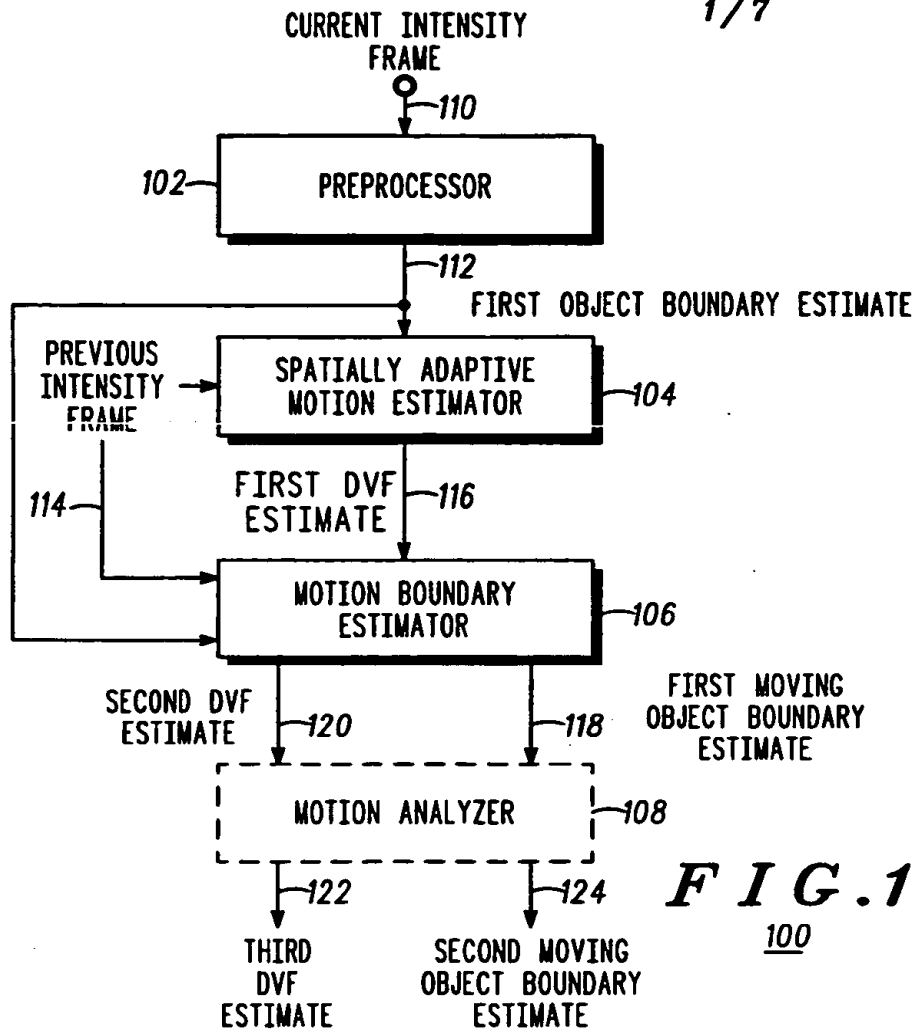 1/7
CURRENT INTENSITY
FRAME
110
102
PREPROCESSOR
112
FIRST OBJECT BOUNDARY ESTIMATE
PREVIOUS
INTENSITY
FRAME
SPATIALLY ADAPTIVE
MOTION ESTIMATOR
104
FIRST DVF
ESTIMATE
116
114
MOTION BOUNDARY
ESTIMATOR
106
SECOND DVF
ESTIMATE
120
118
FIRST MOVING
OBJECT BOUNDARY
ESTIMATE
MOTION ANALYZER
108
122
124
FIG.1
100
THIRD
DVF
ESTIMATE
SECOND MOVING
OBJECT BOUNDARY
ESTIMATE